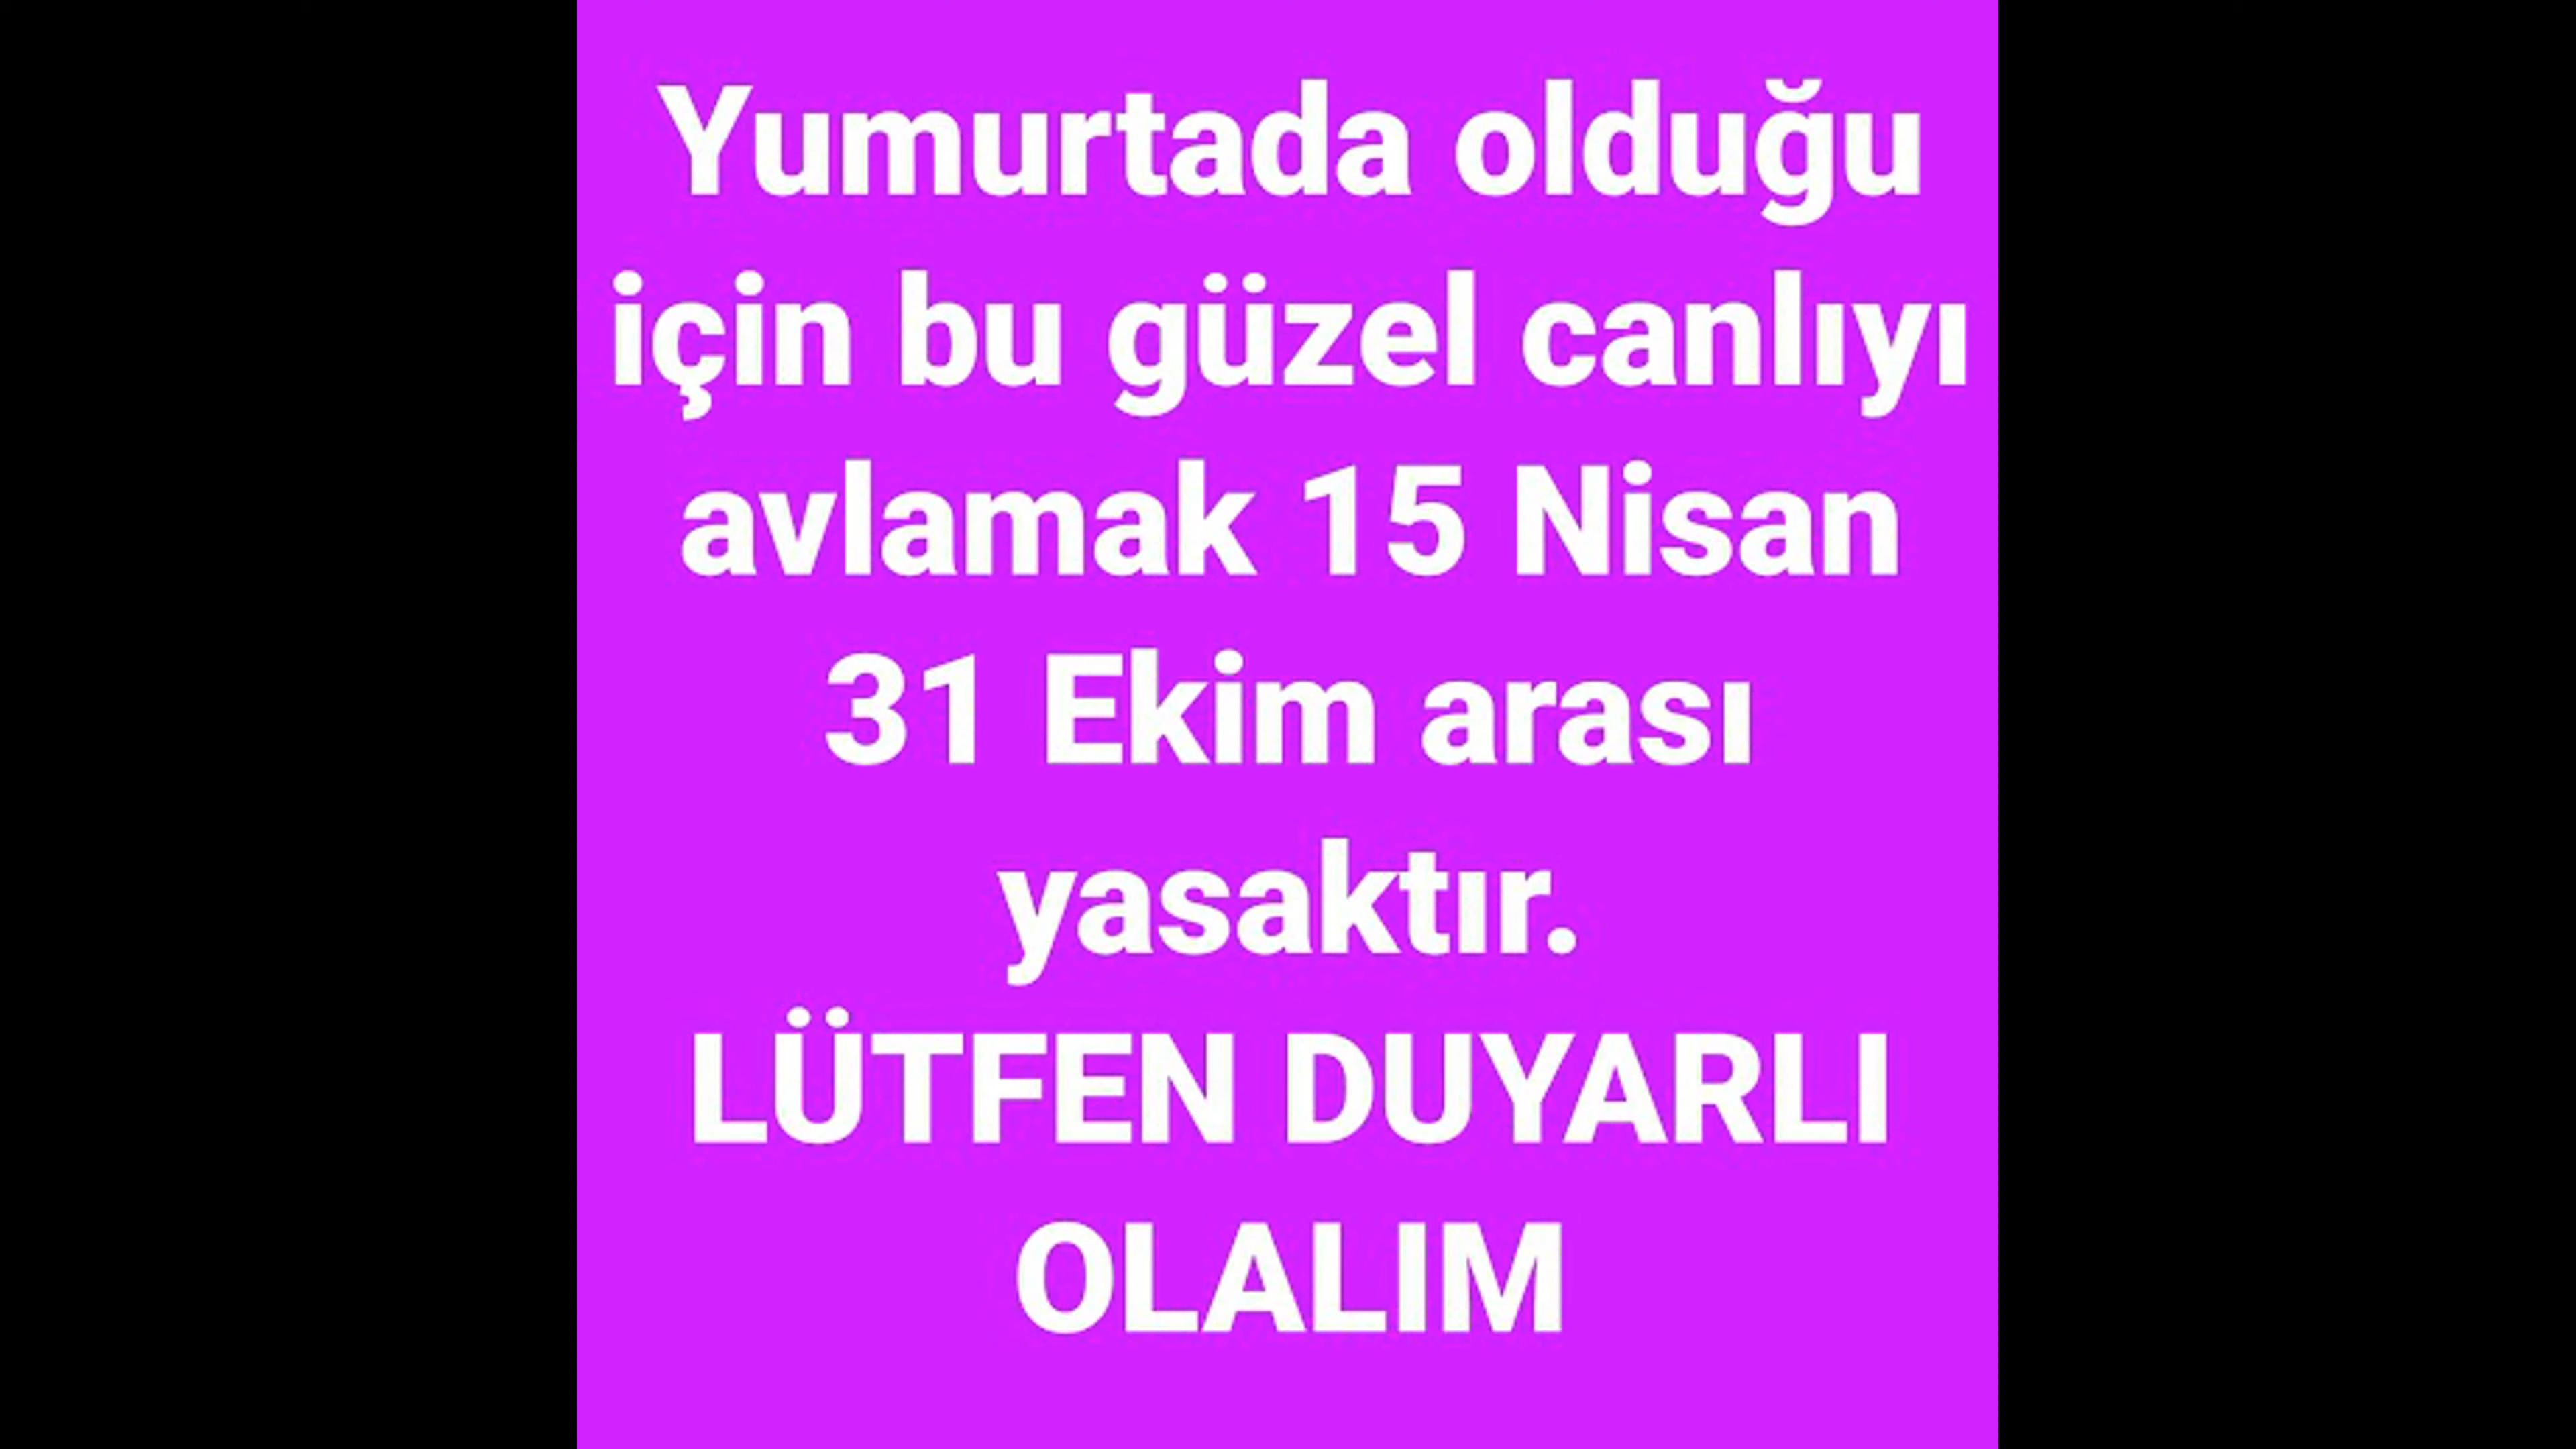 Yumurtada olduğu
için bu güzel canlıyı
avlamak 15 Nisan
31 Ekim arası
yasaktır.
LÜTFEN DUYARLI
OLALIM